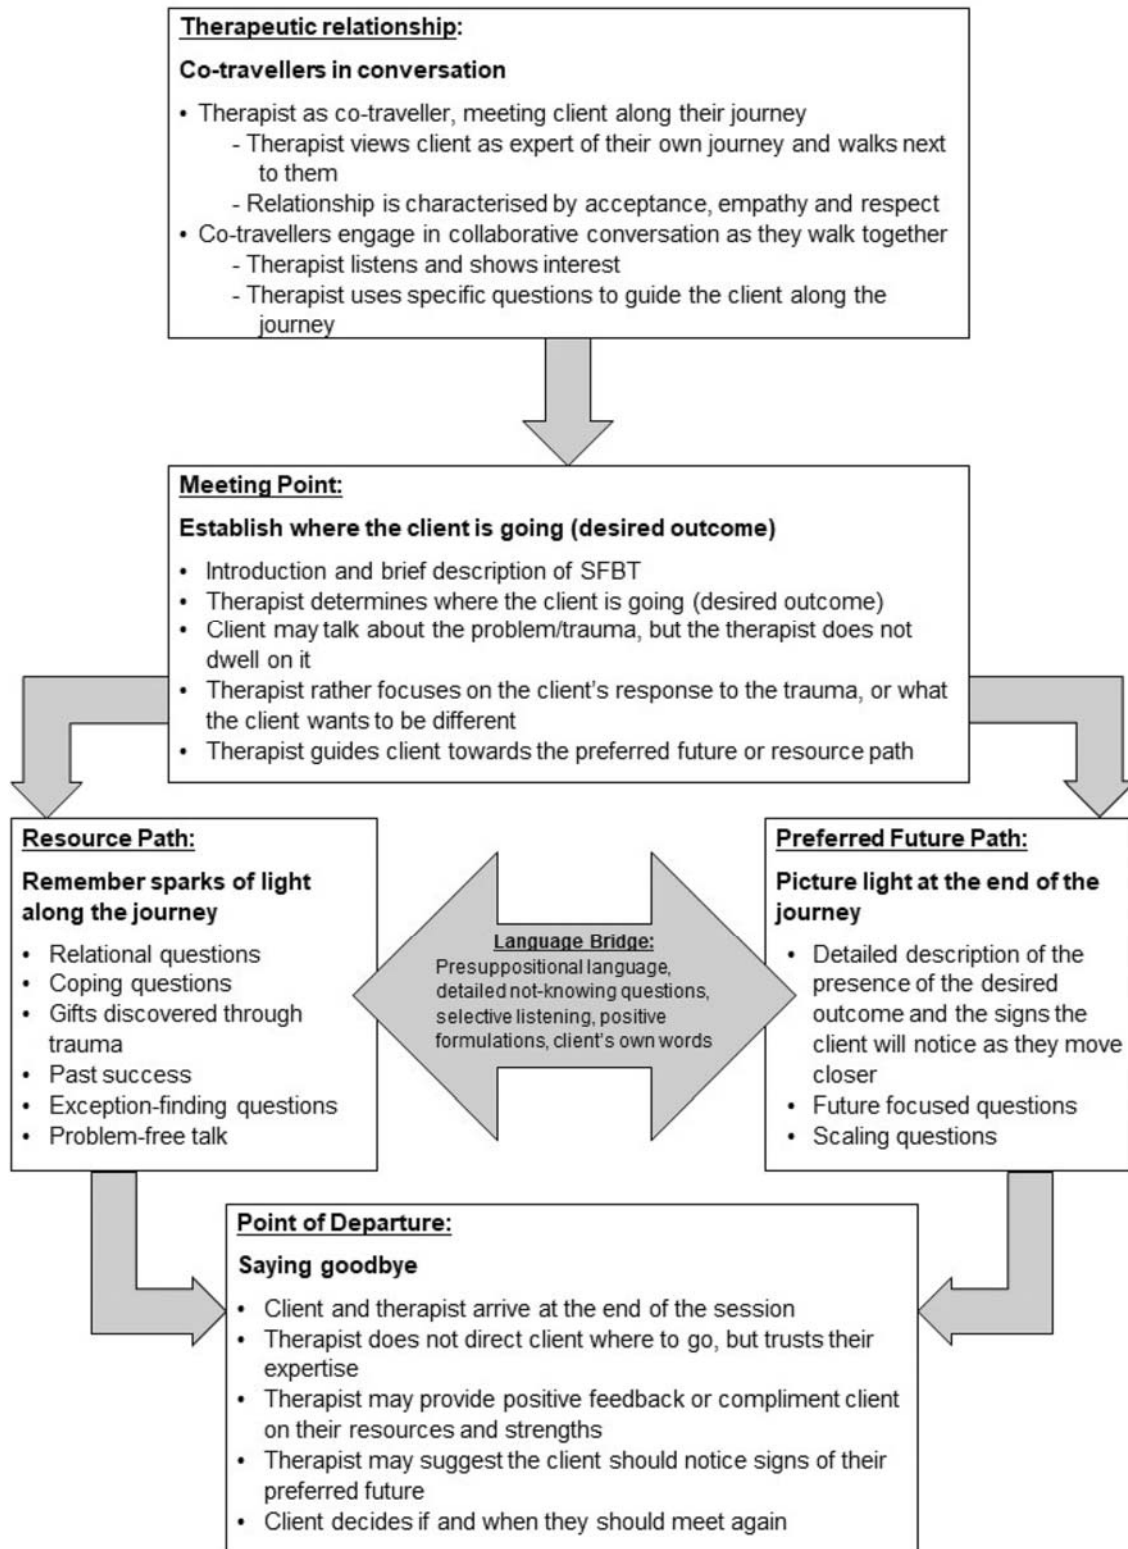 Therapeutic relationship:
Co-travellers in conversation
• Therapist as co-traveller, meeting client along their journey
- Therapist views client as expert of their own journey and walks next
to them
- Relationship is characterised by acceptance, empathy and respect
• Co-travellers engage in collaborative conversation as they walk together
- Therapist listens and shows interest
- Therapist uses specific questions to guide the client along the
journey
Meeting Point:
Establish where the client is going (desired outcome)
• Introduction and brief description of SFBT
• Therapist determines where the client is going (desired outcome)
• Client may talk about the problem/trauma, but the therapist does not
dwell on it
• Therapist rather focuses on the client's response to the trauma, or what
the client wants to be different
• Therapist guides client towards the preferred future or resource path
Resource Path:
Remember sparks of light
along the journey
• Relational questions
• Coping questions
• Gifts discovered through
trauma
• Past success
• Exception-finding questions
• Problem-free talk
Language Bridge:
Presuppositional language,
detailed not-knowing questions,
selective listening, positive
formulations, client's own words
Preferred Future Path:
Picture light at the end of the
journey
• Detailed description of the
presence of the desired
outcome and the signs the
client will notice as they move
closer
• Future focused questions
• Scaling questions
Point of Departure:
Saying goodbye
• Client and therapist arrive at the end of the session
• Therapist does not direct client where to go, but trusts their
expertise
• Therapist may provide positive feedback or compliment client
on their resources and strengths
• Therapist may suggest the client should notice signs of their
preferred future
• Client decides if and when they should meet again